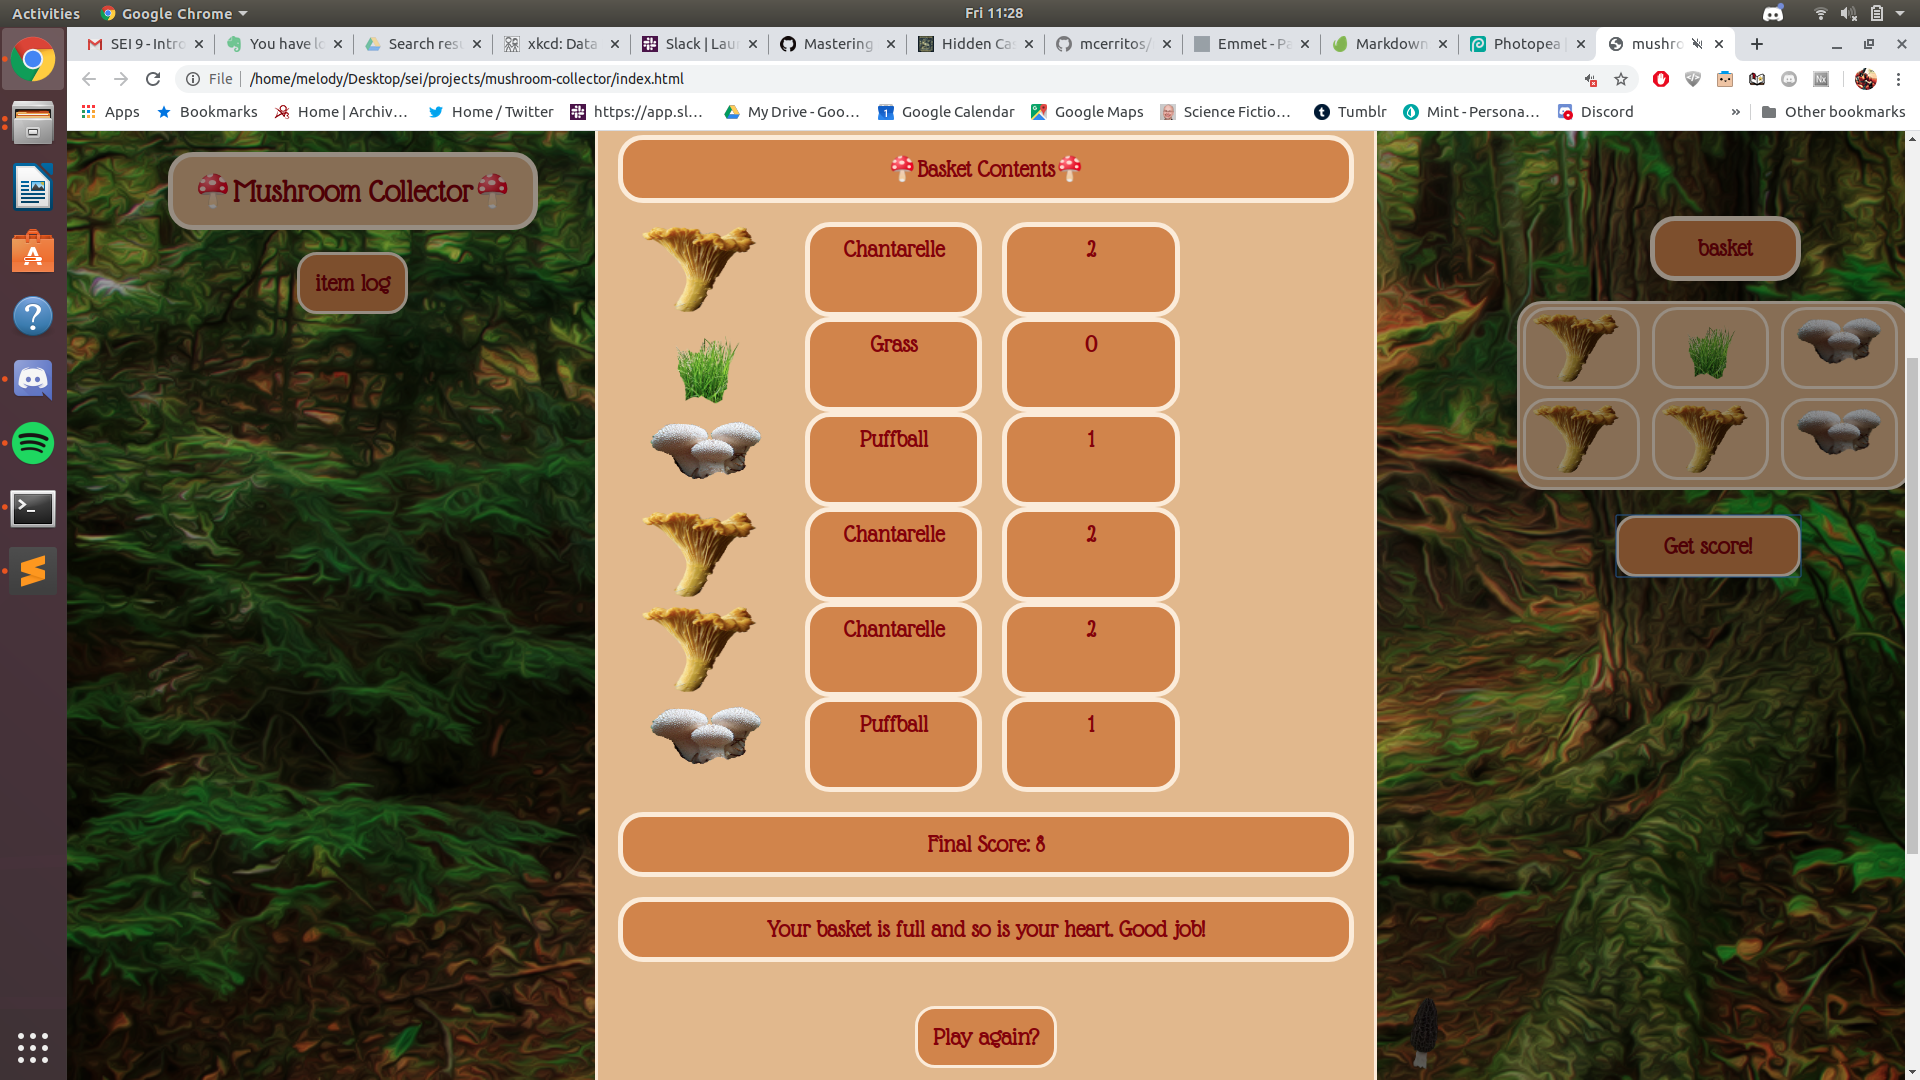 Activities
Google Chrome
Fri 11:28
SEI 9 - Intro
You have lo
Search resu
xkcd: Data
Slack | Laun
Mastering
Hidden Ca
mcerritos/
Emmet - Pa
Markdown
Photopea
mushro
File
/home/melody/Desktop/sei/projects/mushroom-collector/index.html
Apps
Bookmarks
Home | Archiv...
Home / Twitter
https://app.sl...
My Drive - Goo...
Google Calendar
Google Maps
Science Fictio...
Tumblr
Mint - Persona...
Discord
»
Other bookmarks
Mushroom Collector
item log
Basket Contents
Chantarelle 2
Grass 0
Puffball 1
Chantarelle 2
Chantarelle 2
Puffball 1
Final Score: 8
Your basket is full and so is your heart. Good job!
Play again?
basket
Get score!